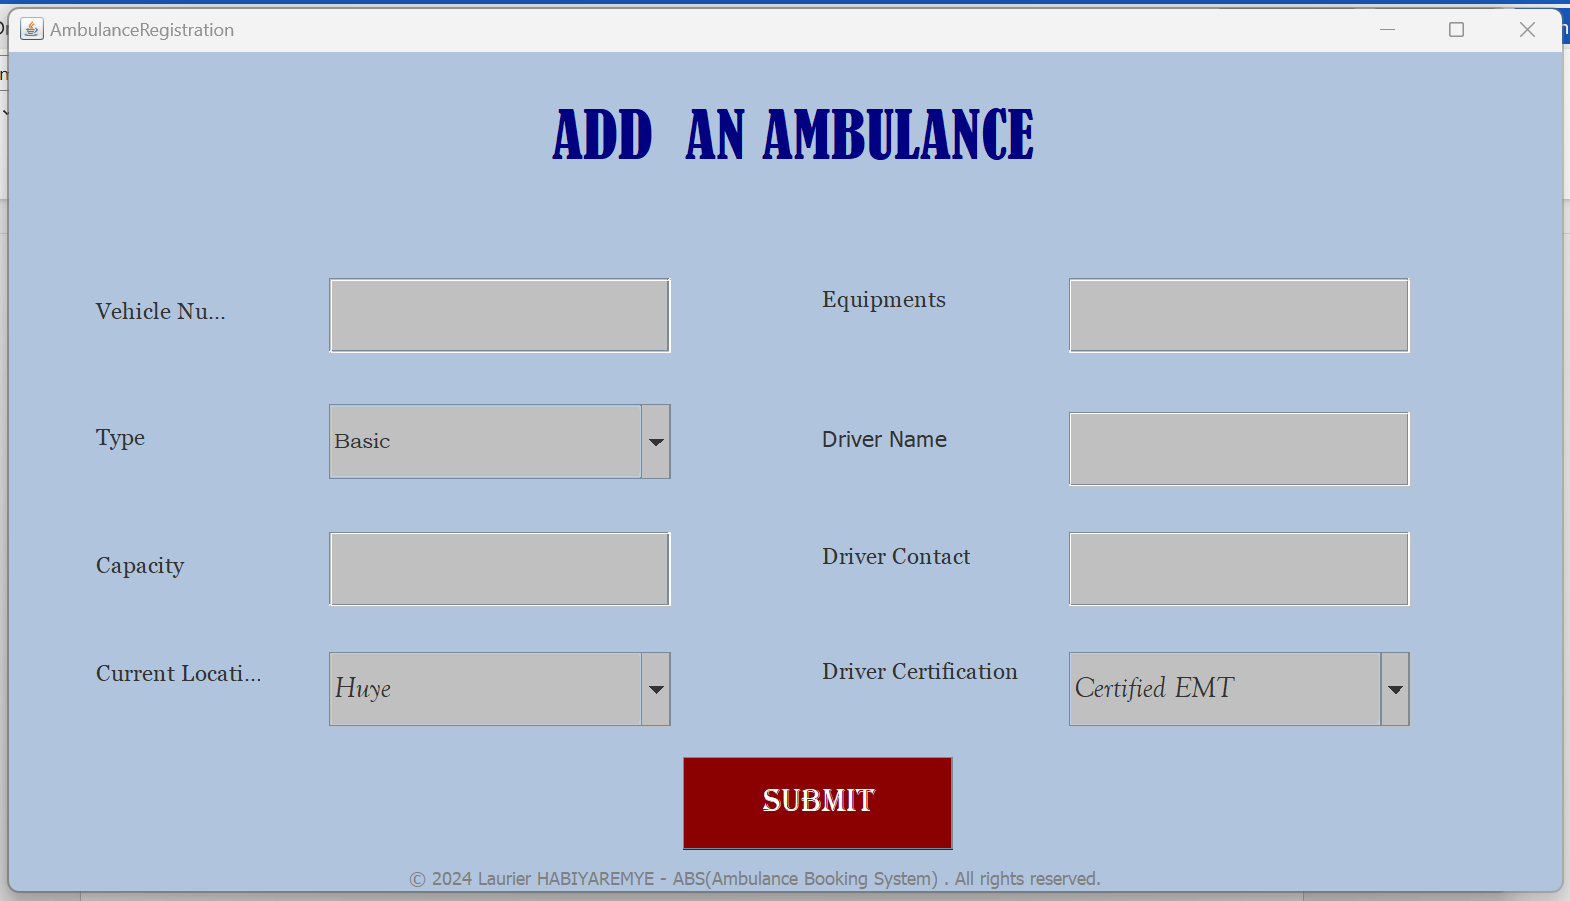 AmbulanceRegistration
ADD AN AMBULANCE
Vehicle Nu...
Equipments
Type
Basic
Driver Name
Capacity
Driver Contact
Current Locati...
Huye
Driver Certification
Certified EMT
SUBMIT
© 2024 Laurier HABIYAREMYE - ABS(Ambulance Booking System) . All rights reserved.